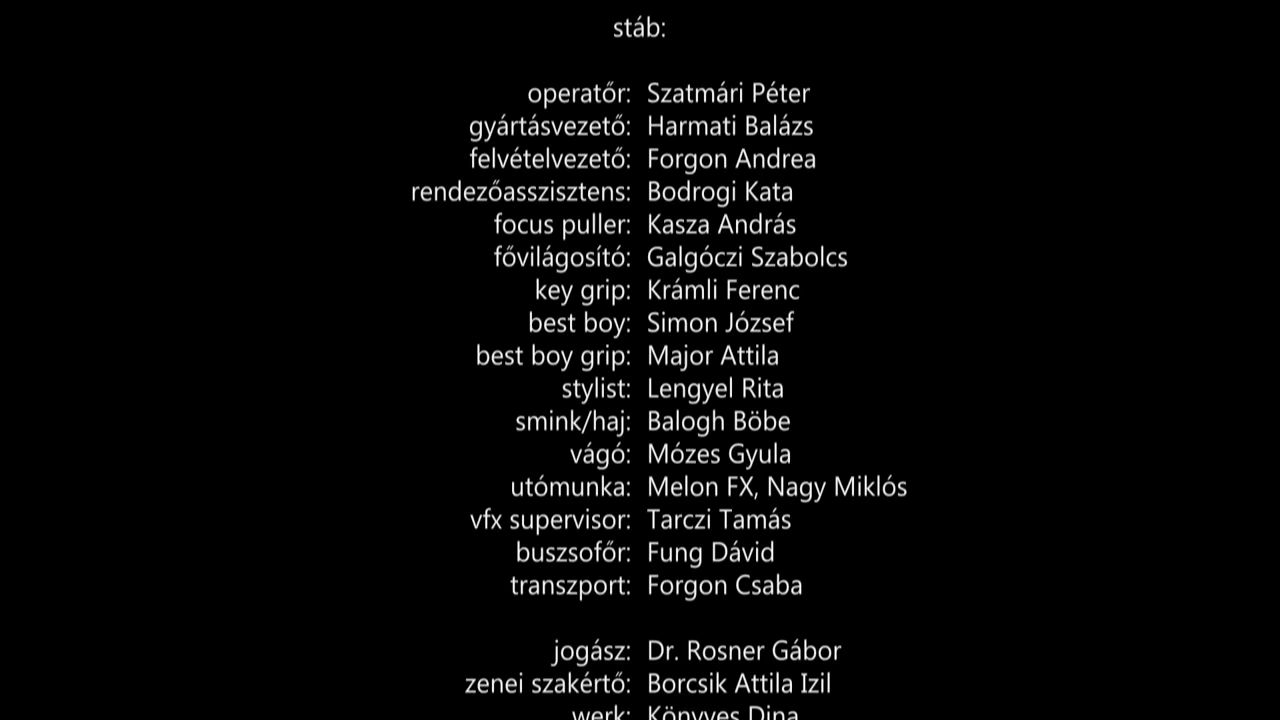 stáb:
operatőr: Szatmári Péter
gyártásvezető: Harmati Balázs
felvételvezető: Forgon Andrea
rendezőasszisztens: Bodrogi Kata
focus puller: Kasza András
fővilágosító: Galgóczi Szabolcs
key grip: Krámli Ferenc
best boy: Simon József
best boy grip: Major Attila
stylist: Lengyel Rita
smink/haj: Balogh Böbe
vágó: Mózes Gyula
utómunka: Melon FX, Nagy Miklós
vfx supervisor: Tarczi Tamás
buszsofőr: Fung Dávid
transzport: Forgon Csaba
jogász: Dr. Rosner Gábor
zenei szakértő: Borcsik Attila Izil
werk: Könyves Dina